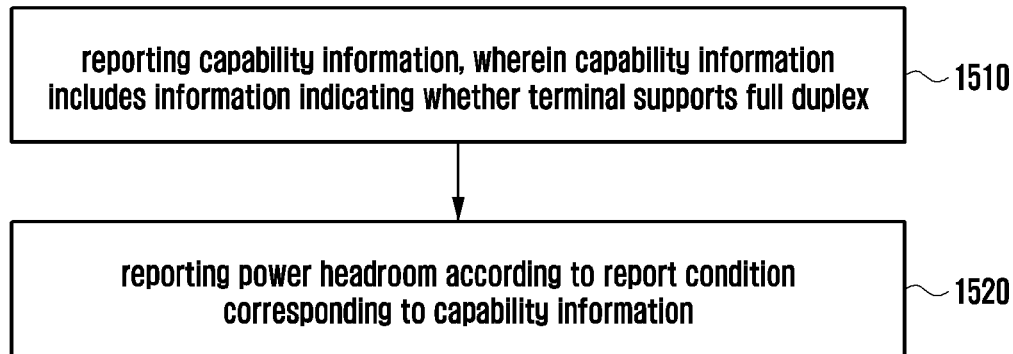 reporting capability information, wherein capability information
includes information indicating whether terminal supports full duplex
1510
reporting power headroom according to report condition
corresponding to capability information
1520